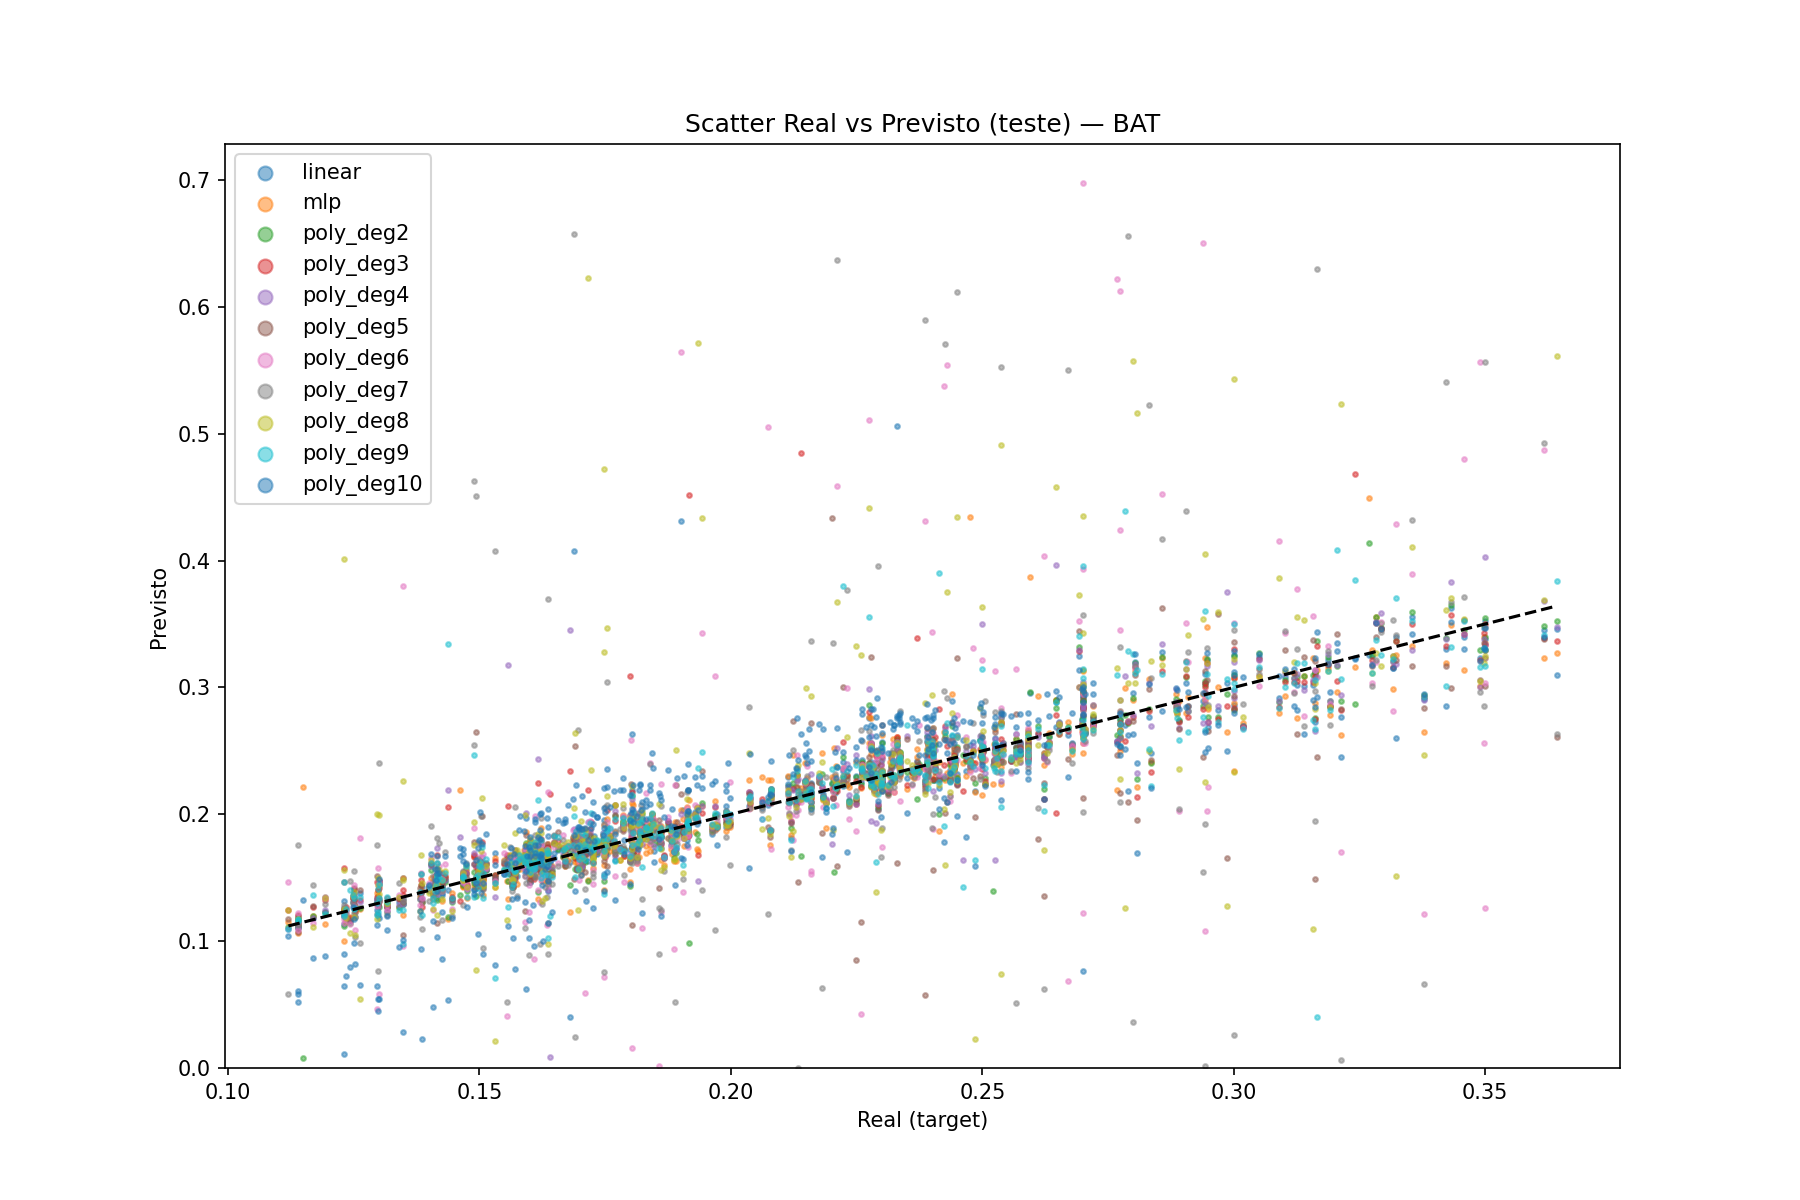 Scatter Real vs Previsto (teste) — BAT
linear
mlp
poly_deg2
poly_deg3
poly_deg4
poly_deg5
poly_deg6
poly_deg7
poly_deg8
poly_deg9
poly_deg10
Previsto
0.7
0.6
0.5
0.4
0.3
0.2
0.1
0.0
0.10 0.15 0.20 0.25 0.30 0.35
Real (target)